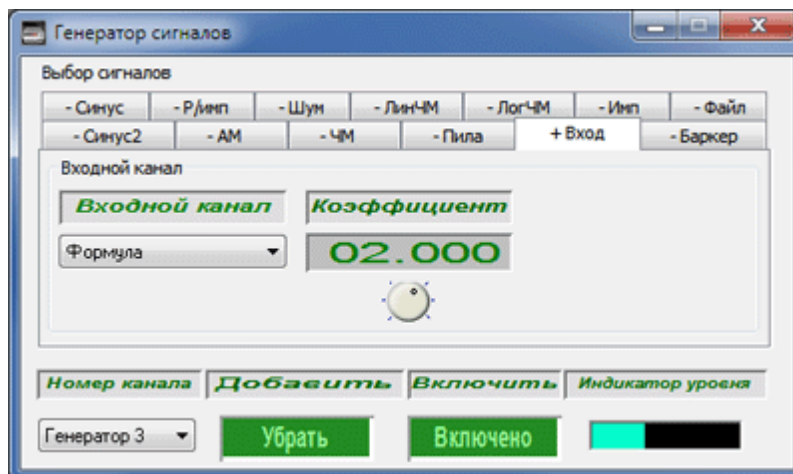 Генератор сигналов
Выбор сигналов
- Синус - Р/имп - Шум - ЛинЧМ - ЛогЧМ - Имп - Файл
- Синус2 - АМ - ЧМ - Пила + Вход - Баркер
Входной канал
Входной канал Коэффициент
Формула 02.000
Номер канала Добавить Включить Индикатор уровня
Генератор 3 Убрать Включено